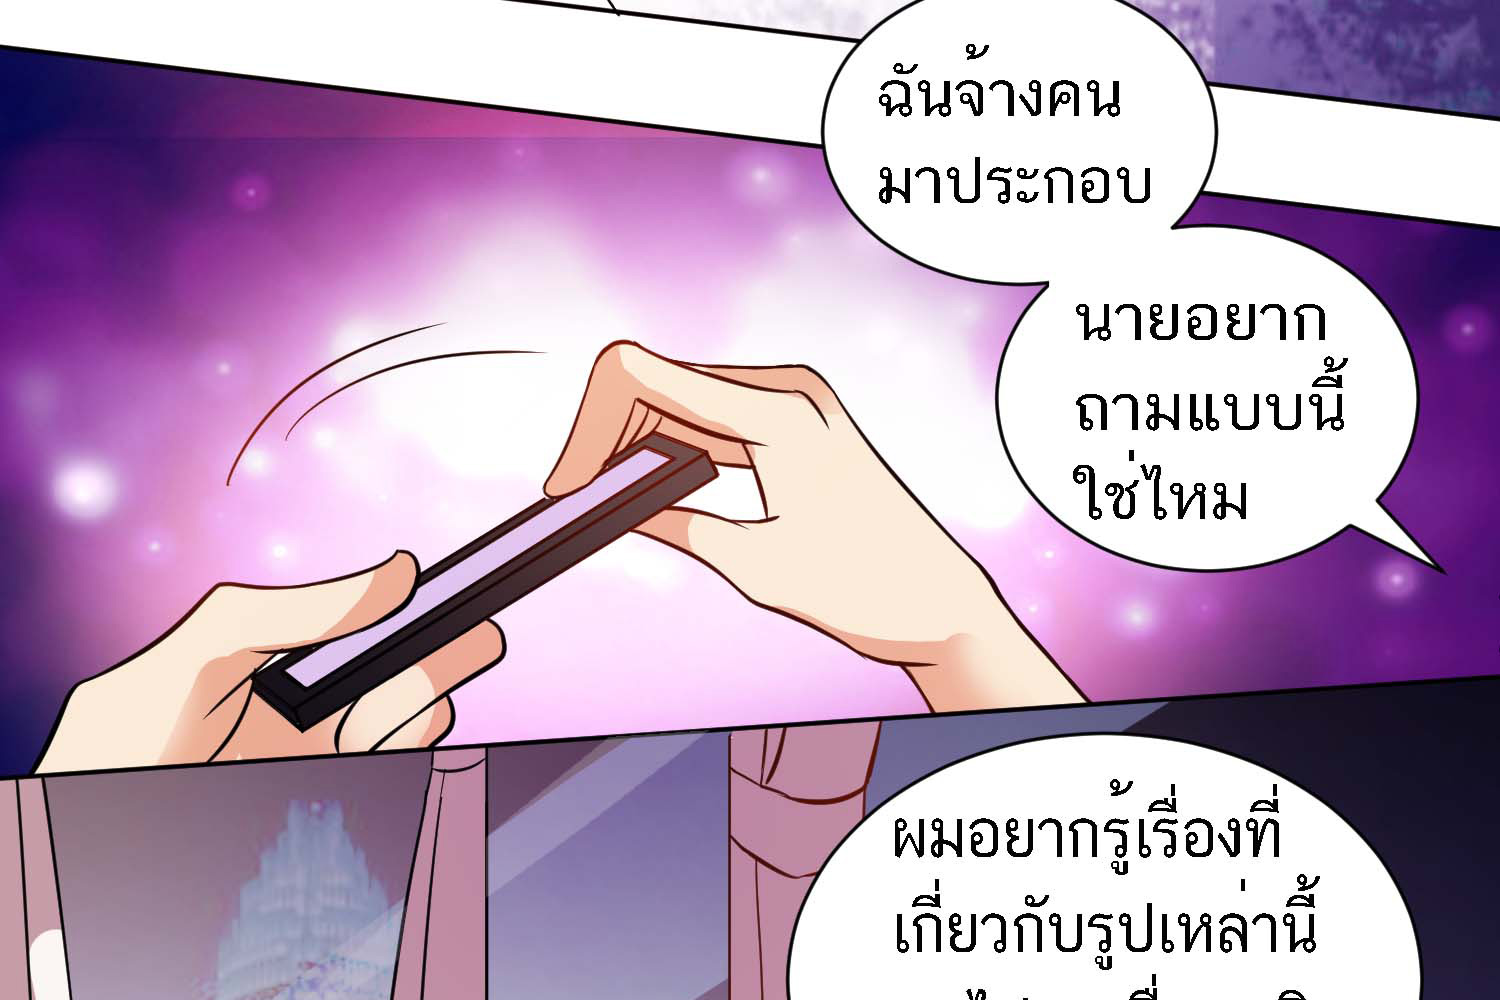 ฉันจ้างคน
มาประกอบ
นายอยาก
ถามแบบนี้
ใช่ไหม
ผมอยากรู้เรื่องที่
เกี่ยวกับรูปเหล่านี้